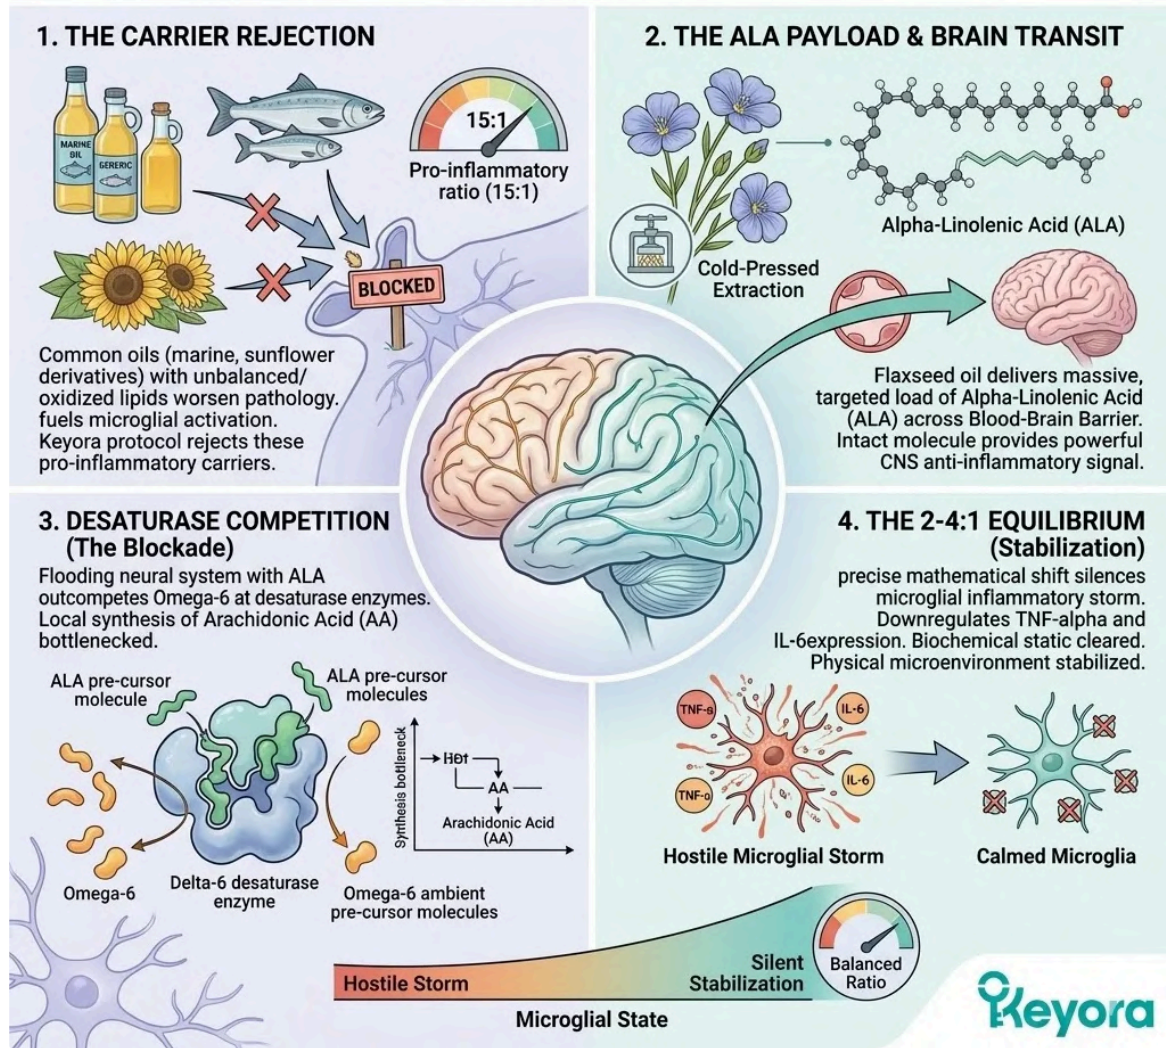 1. THE CARRIER REJECTION
MARINE
OIL
GERERIC
15:1
Pro-inflammatory
ratio (15:1)
BLOCKED
Common oils (marine, sunflower
derivatives) with unbalanced/
oxidized lipids worsen pathology.
fuels microglial activation.
Keyora protocol rejects these
pro-inflammatory carriers.
2. THE ALA PAYLOAD & BRAIN TRANSIT
Alpha-Linolenic Acid (ALA)
Cold-Pressed
Extraction
Flaxseed oil delivers massive,
targeted load of Alpha-Linolenic Acid
(ALA) across Blood-Brain Barrier.
Intact molecule provides powerful
CNS anti-inflammatory signal.
3. DESATURASE COMPETITION
(The Blockade)
Flooding neural system with ALA
outcompetes Omega-6 at desaturase enzymes.
Local synthesis of Arachidonic Acid (AA)
bottlenecked.
ALA pre-cursor
molecule
ALA pre-cursor
molecules
Omega-6
Delta-6 desaturase
enzyme
Omega-6 ambient
pre-cursor molecules
Synthesis bottleneck
AA
Arachidonic Acid
(AA)
4. THE 2-4:1 EQUILIBRIUM
(Stabilization)
precise mathematical shift silences
microglial inflammatory storm.
Downregulates TNF-alpha and
IL-6expression. Biochemical static cleared.
Physical microenvironment stabilized.
IL-6
IL-6
Hostile Microglial Storm
Calmed Microglia
Hostile Storm
Silent
Stabilization
Balanced
Ratio
Microglial State
Keyora